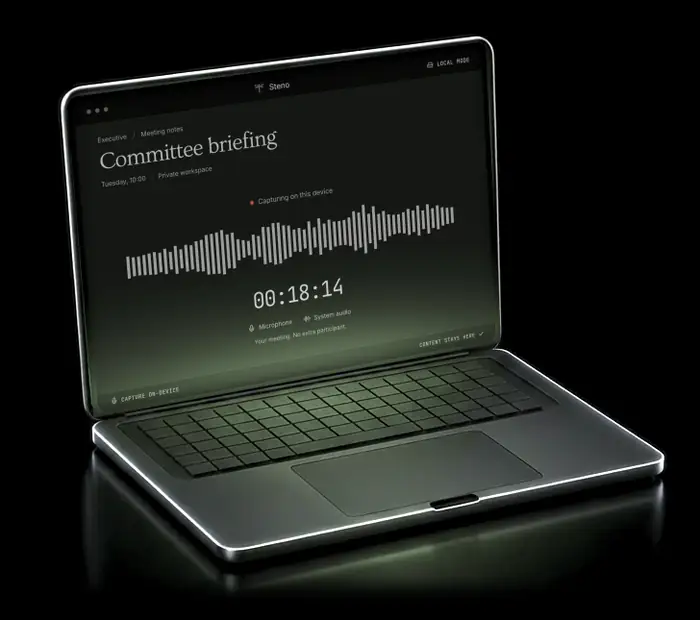 Steno
LOCAL MODE
Executive / Meeting notes
Committee briefing
Tuesday, 10:00 Private workspace
Capturing on this device
00:18:14
Microphone System audio
Your meeting. No extra participant.
CAPTURE ON-DEVICE
CONTENT STAYS HERE ✓